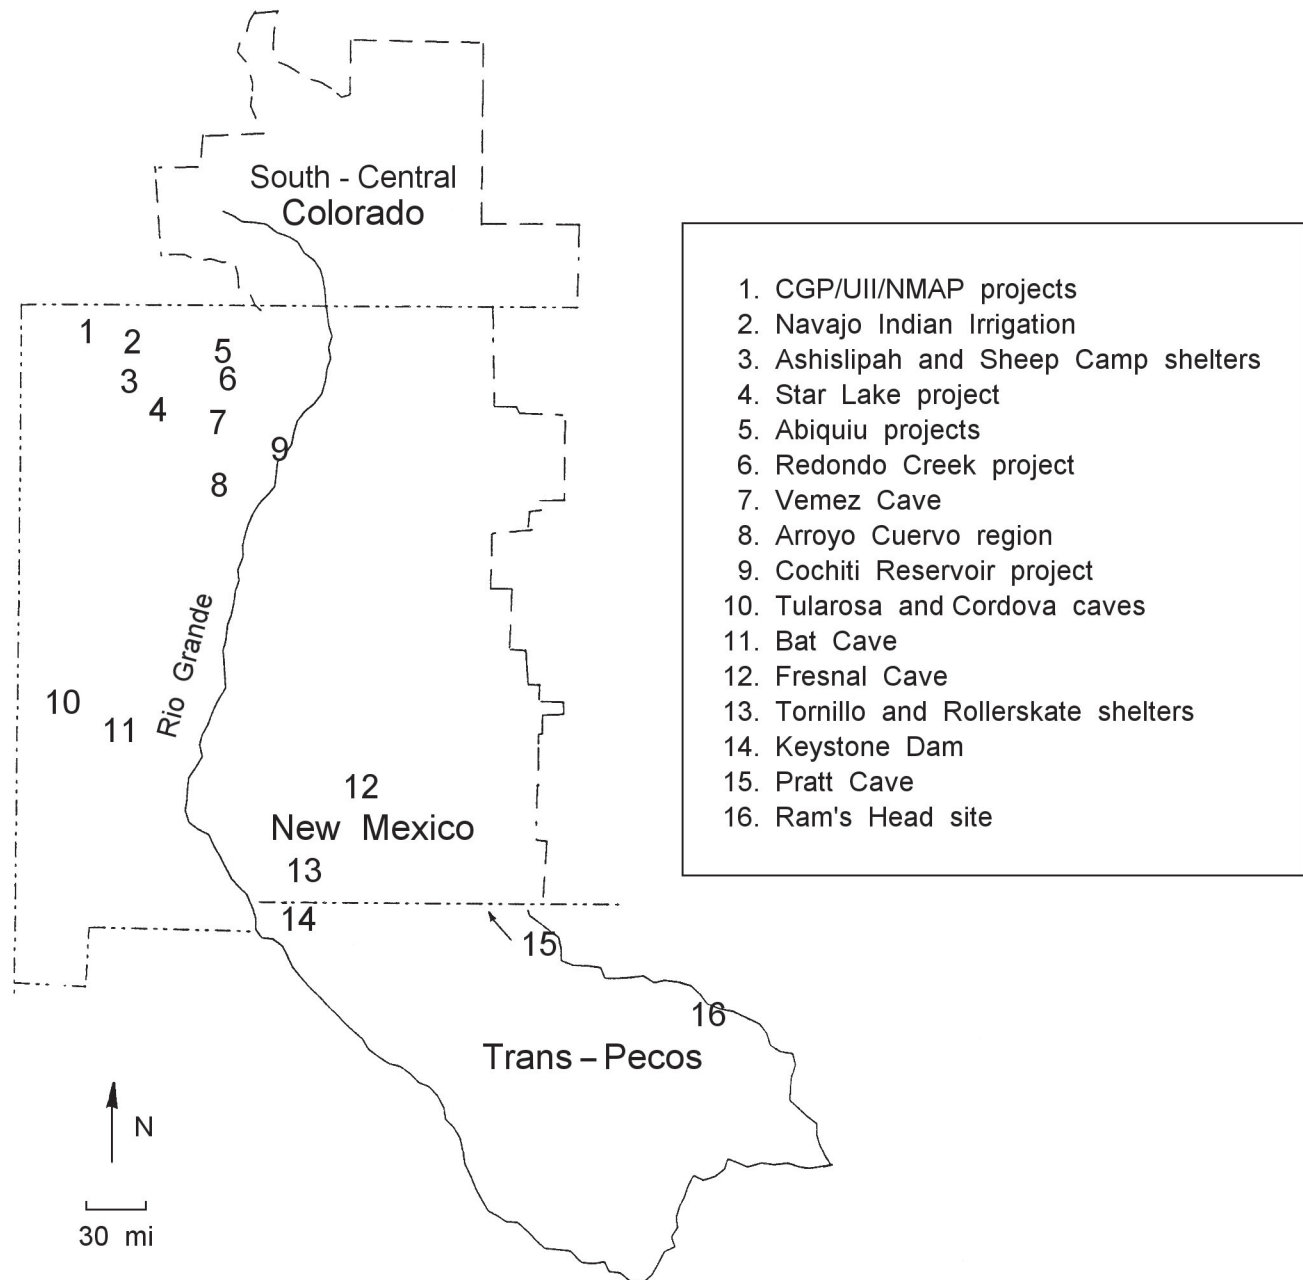 South - Central
Colorado
1
2
5
3
6
4
7
9
8
Rio Grande
10
11
12
New Mexico
13
14
15
16
Trans – Pecos
N
30 mi
1. CGP/UII/NMAP projects
2. Navajo Indian Irrigation
3. Ashislipah and Sheep Camp shelters
4. Star Lake project
5. Abiquiu projects
6. Redondo Creek project
7. Vemez Cave
8. Arroyo Cuervo region
9. Cochiti Reservoir project
10. Tularosa and Cordova caves
11. Bat Cave
12. Fresnal Cave
13. Tornillo and Rollerskate shelters
14. Keystone Dam
15. Pratt Cave
16. Ram's Head site